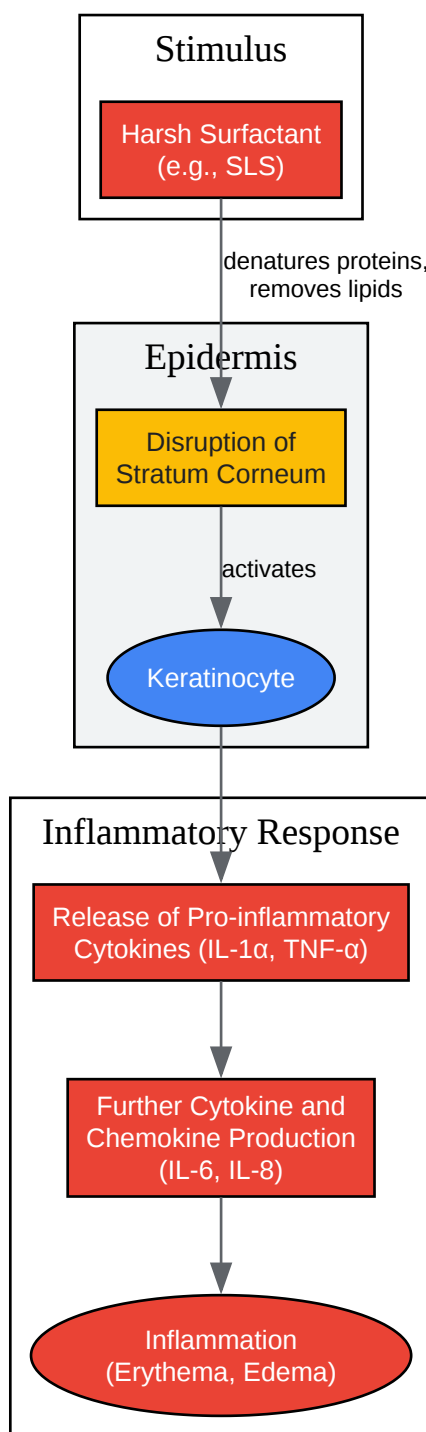 Stimulus
Harsh Surfactant
(e.g., SLS)
denatures proteins,
removes lipids
Epidermis
Disruption of
Stratum Corneum
activates
Keratinocyte
Inflammatory Response
Release of Pro-inflammatory
Cytokines (IL-1α, TNF-α)
Further Cytokine and
Chemokine Production
(IL-6, IL-8)
Inflammation
(Erythema, Edema)